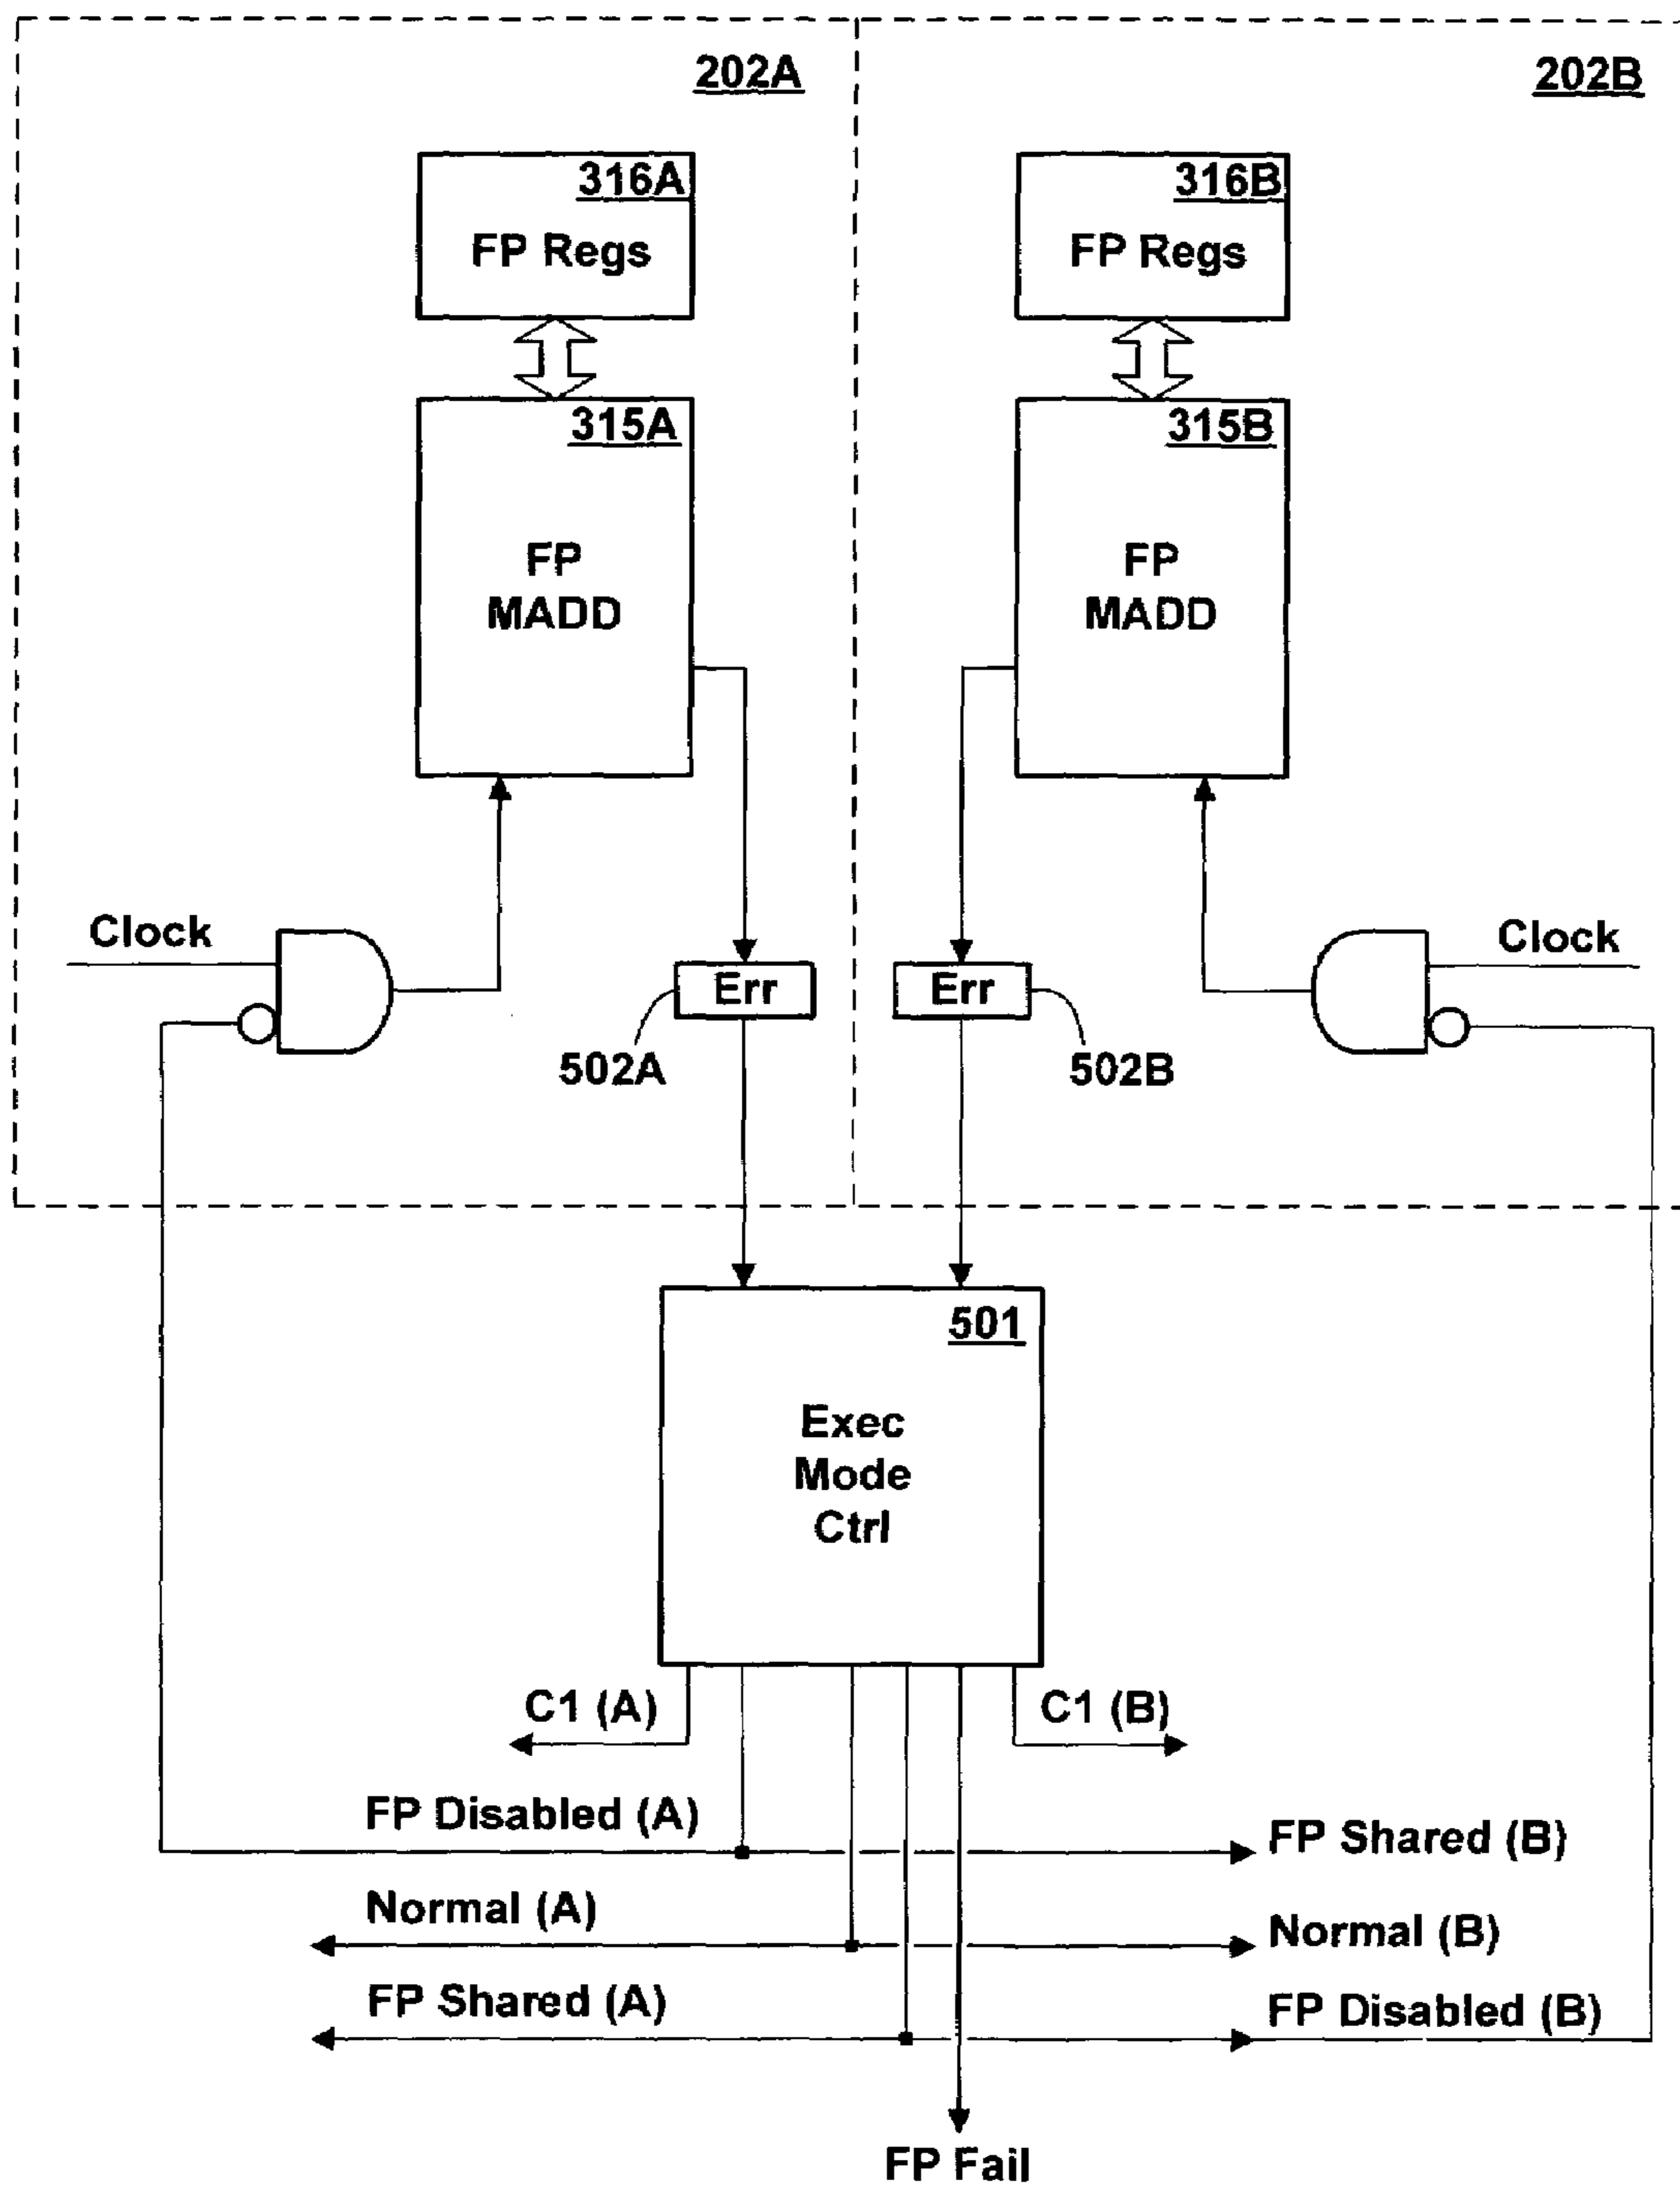 202A
202B
316A
FP Regs
316B
FP Regs
315A
FP
MADD
315B
FP
MADD
Clock
Clock
Err
Err
502A
502B
501
Exec
Mode
Ctrl
C1 (A)
C1 (B)
FP Disabled (A)
FP Shared (B)
Normal (A)
Normal (B)
FP Shared (A)
FP Disabled (B)
FP Fail